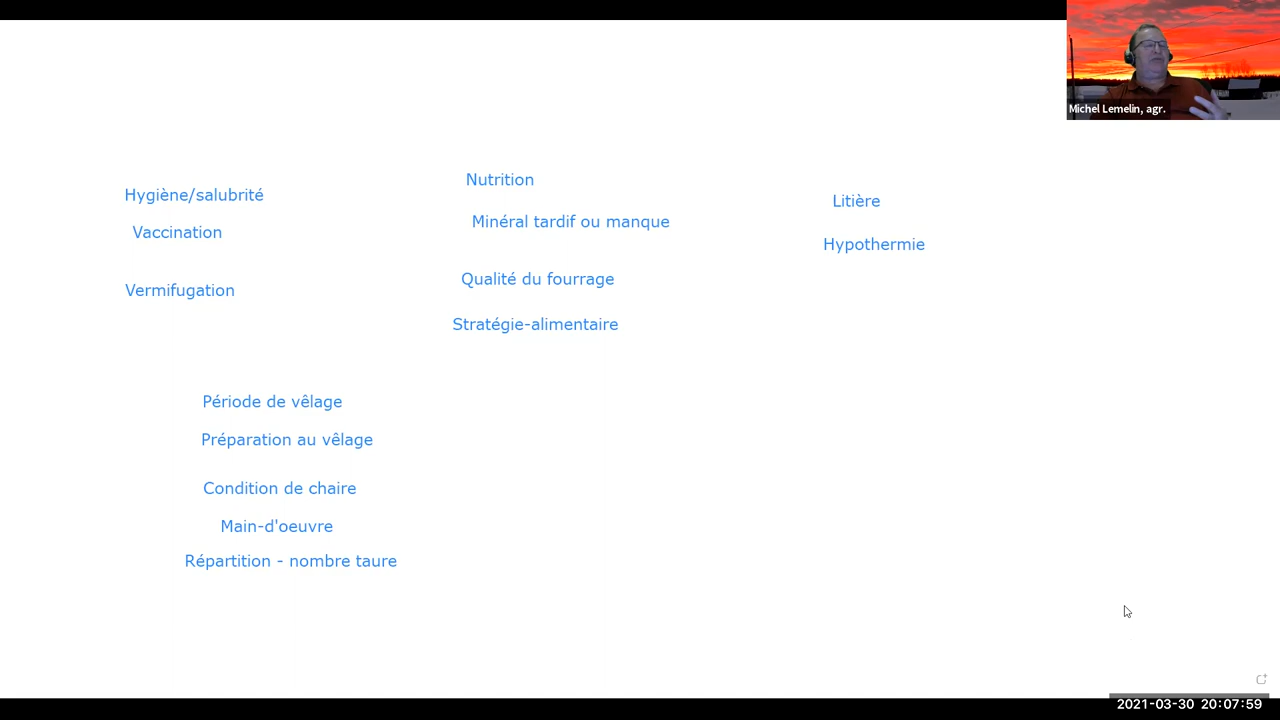 Michel Lemelin, agr.
Hygiène/salubrité
Vaccination
Vermifugation
Nutrition
Minéral tardif ou manque
Qualité du fourrage
Stratégie-alimentaire
Litière
Hypothermie
Période de vêlage
Préparation au vêlage
Condition de chaire
Main-d'oeuvre
Répartition - nombre taure
2021-03-30 20:07:59